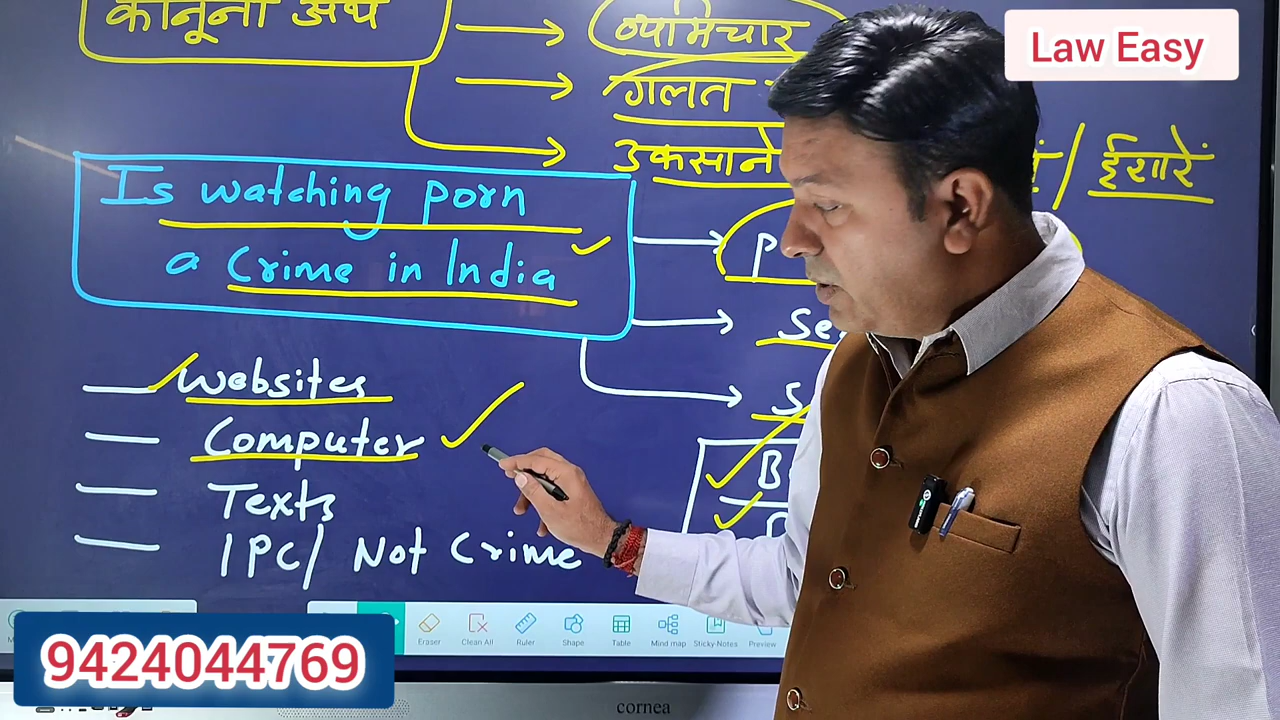 कानूनी अर्थ
व्यभिचार
Law Easy
गलत
उकसाने / ईशारें
Is watching porn
a Crime in India
Websites
Computer
Texts
IPC/ Not Crime
Eraser Clean All Ruler Shape Table Mind map Sticky-Notes Preview
9424044769
cornea